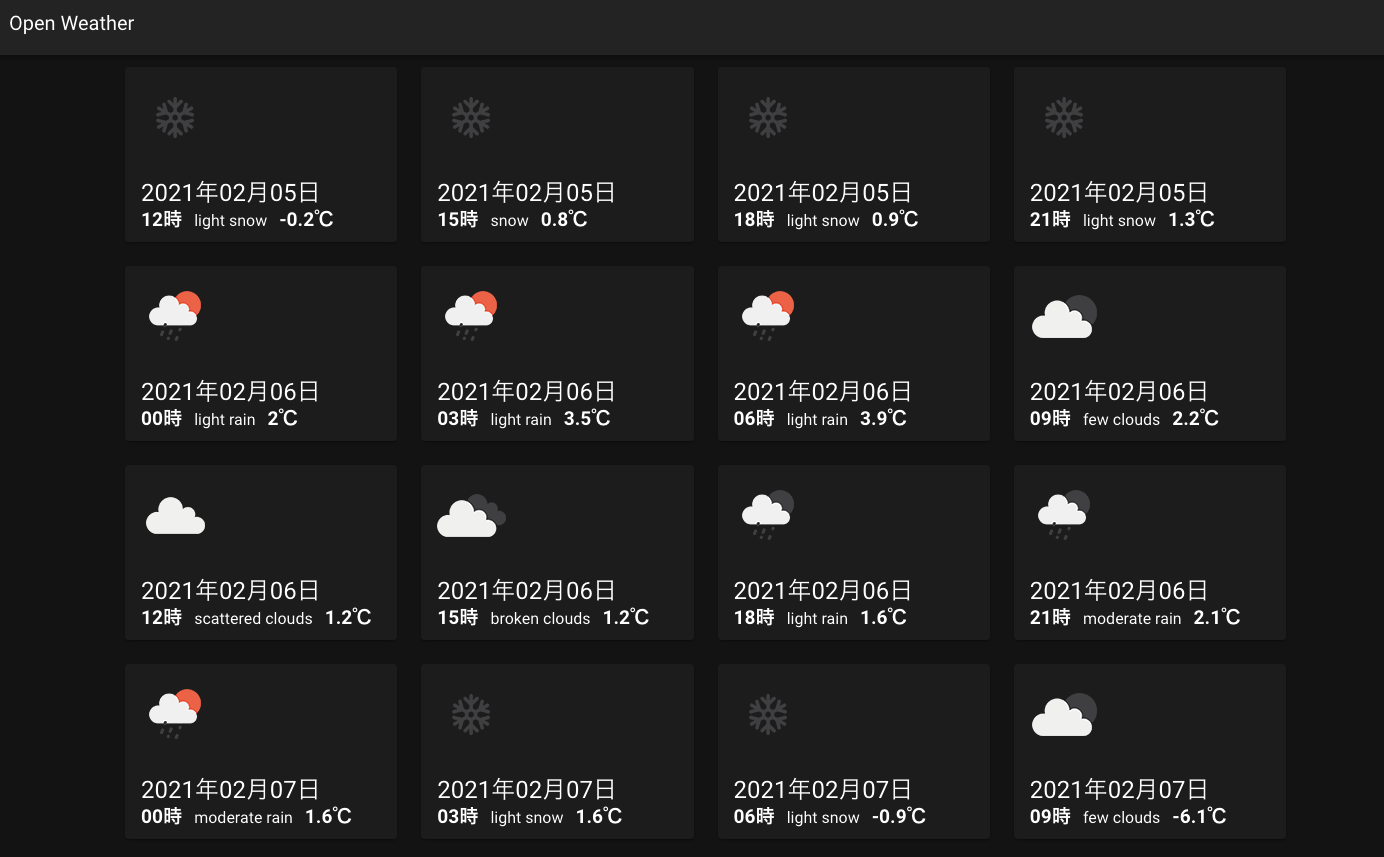 Open Weather
2021年02月05日
12時 light snow -0.2℃
2021年02月05日
15時 snow 0.8℃
2021年02月05日
18時 light snow 0.9℃
2021年02月05日
21時 light snow 1.3℃
2021年02月06日
00時 light rain 2℃
2021年02月06日
03時 light rain 3.5℃
2021年02月06日
06時 light rain 3.9℃
2021年02月06日
09時 few clouds 2.2℃
2021年02月06日
12時 scattered clouds 1.2℃
2021年02月06日
15時 broken clouds 1.2℃
2021年02月06日
18時 light rain 1.6℃
2021年02月06日
21時 moderate rain 2.1℃
2021年02月07日
00時 moderate rain 1.6℃
2021年02月07日
03時 light snow 1.6℃
2021年02月07日
06時 light snow -0.9℃
2021年02月07日
09時 few clouds -6.1℃